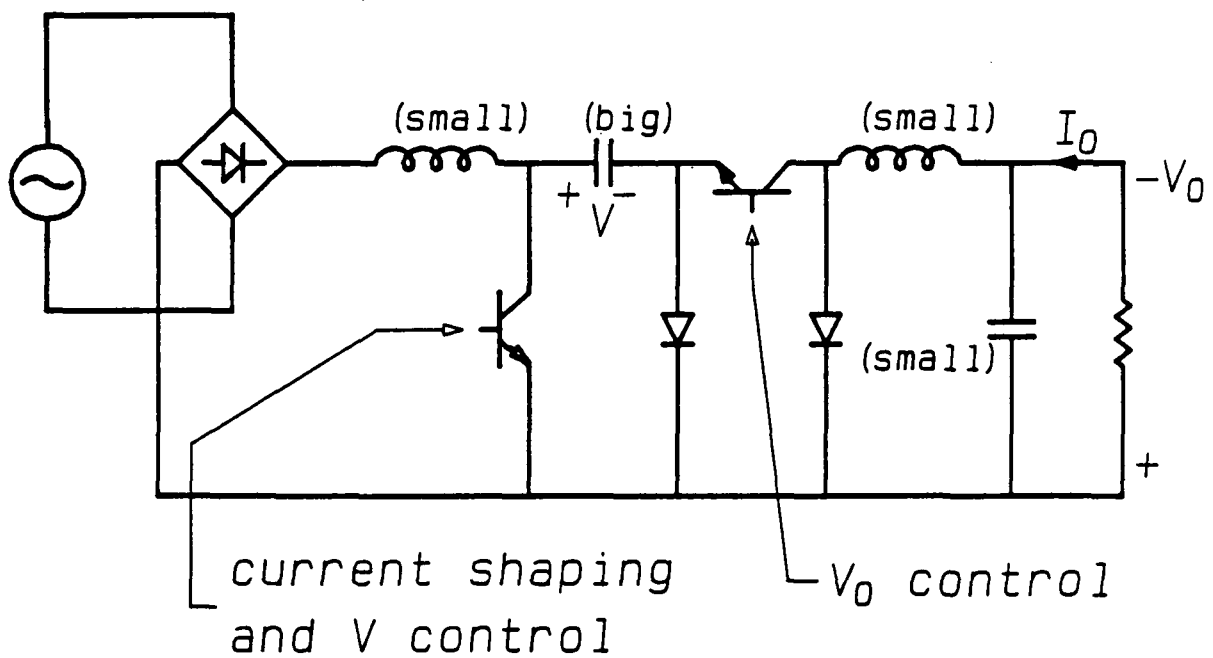 (small)
(big)
(small)
I₀
+
V
-
-V₀
(small)
+
current shaping
and V control
V₀ control